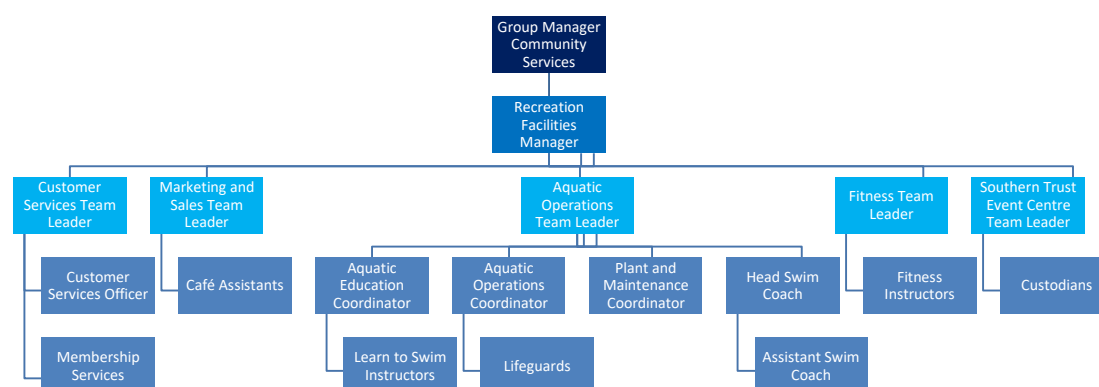 Group Manager
Community
Services
Recreation
Facilities
Manager
Customer
Services Team
Leader
Marketing and
Sales Team
Leader
Aquatic
Operations
Team Leader
Fitness Team
Leader
Southern Trust
Event Centre
Team Leader
Customer
Services Officer
Café Assistants
Aquatic
Education
Coordinator
Aquatic
Operations
Coordinator
Plant and
Maintenance
Coordinator
Head Swim
Coach
Fitness
Instructors
Custodians
Membership
Services
Learn to Swim
Instructors
Lifeguards
Assistant Swim
Coach